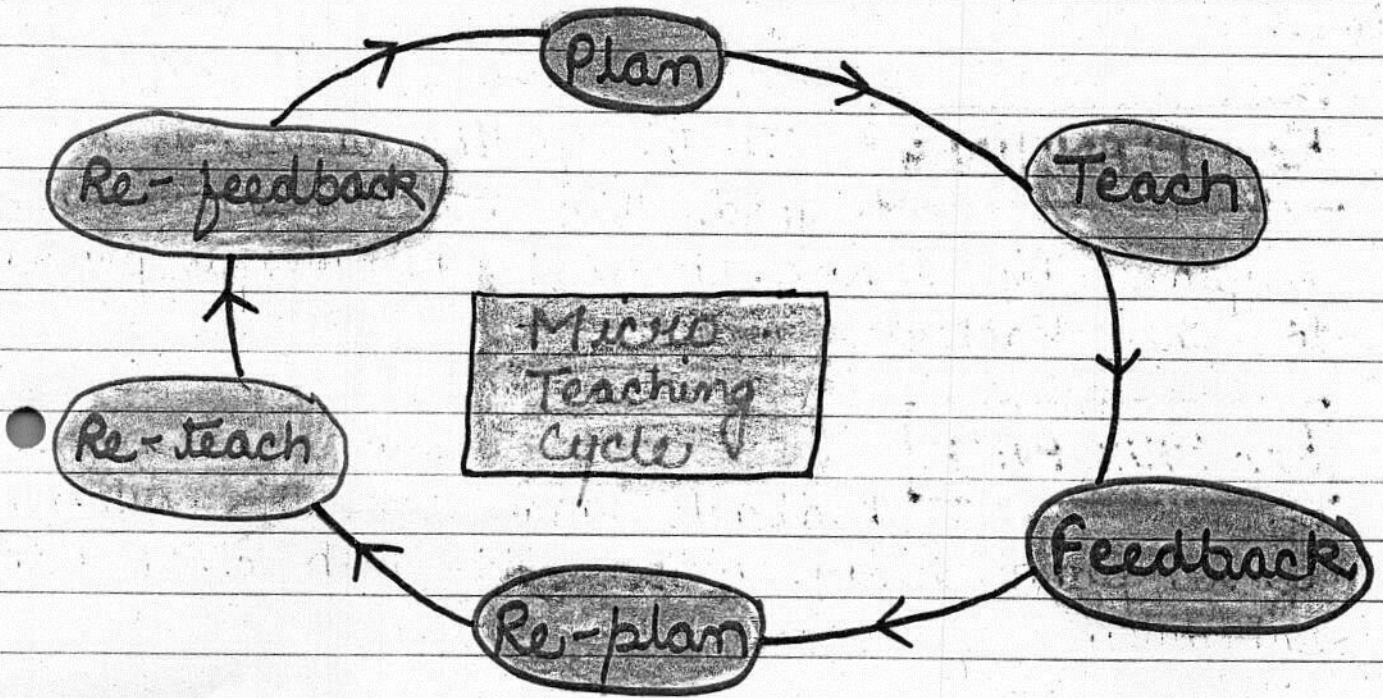 Plan
Teach
Feedback
Re-plan
Re-teach
Re-feedback
Micro
Teaching
Cycle